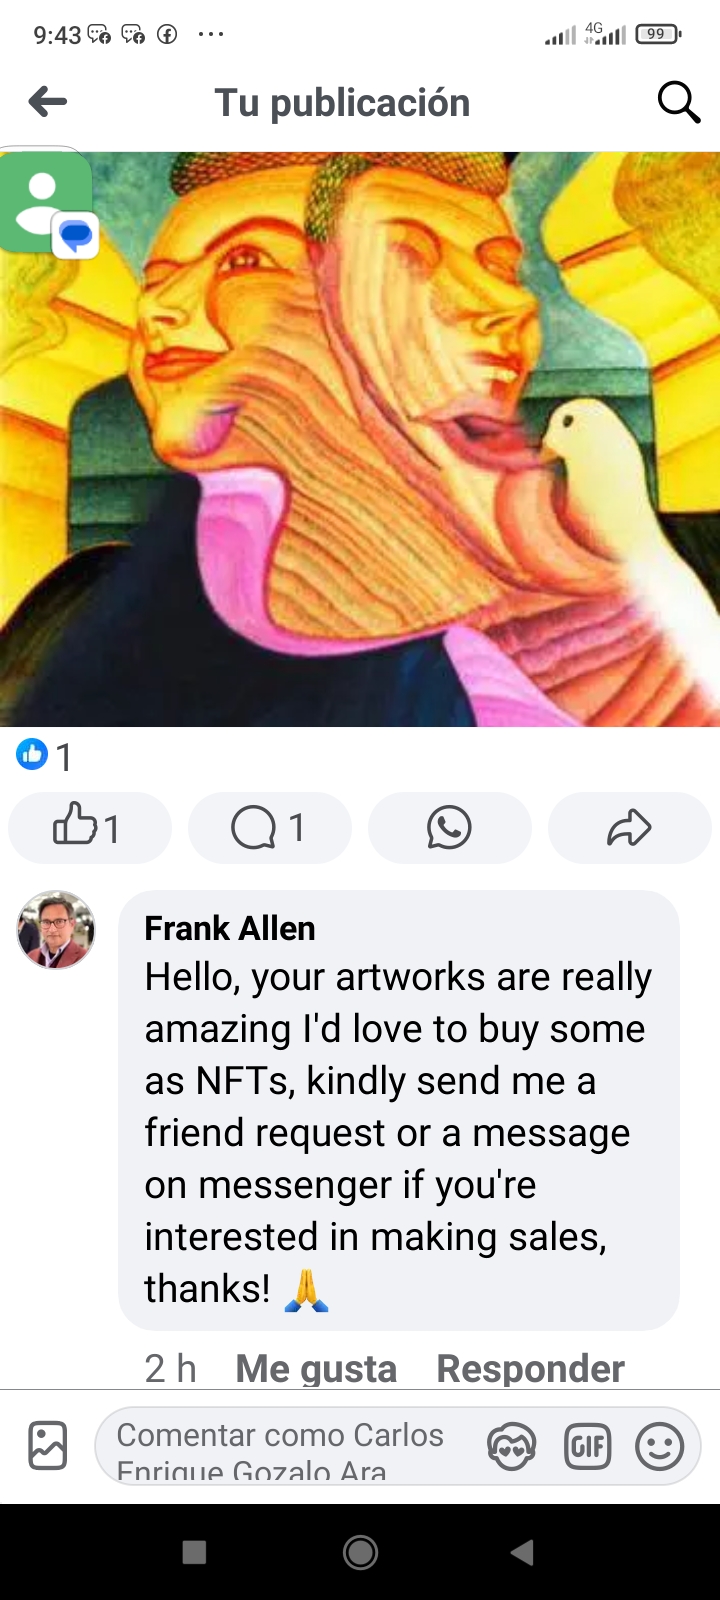 9:43
4G
99
Tu publicación
1
1
1
Frank Allen
Hello, your artworks are really
amazing I'd love to buy some
as NFTs, kindly send me a
friend request or a message
on messenger if you're
interested in making sales,
thanks! 🙏
2 h Me gusta Responder
Comentar como Carlos
Enrique Gozalo Ara
GIF